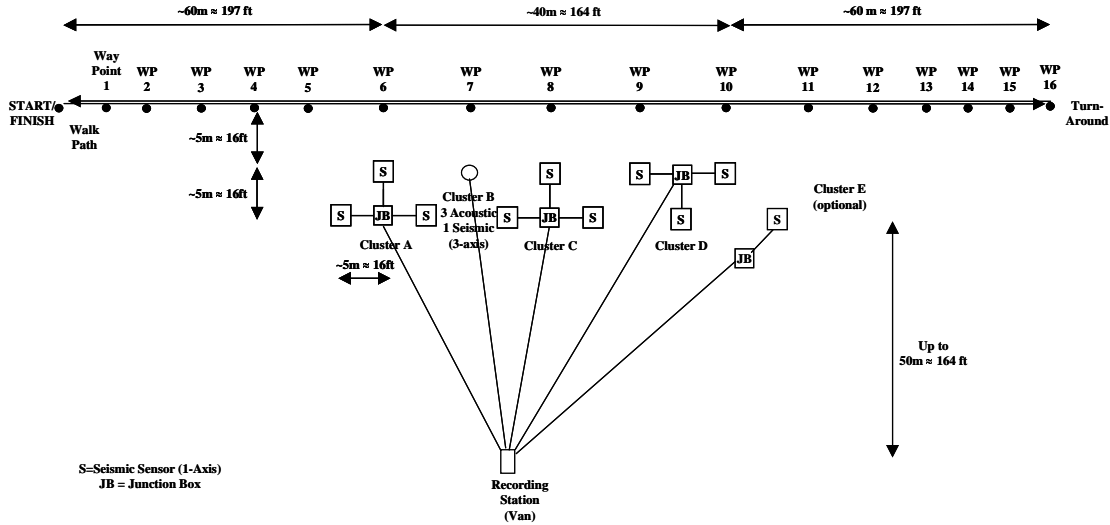 ~60m ≈ 197 ft
~40m ≈ 164 ft
~60 m ≈ 197 ft
Way
Point
1
WP
2
WP
3
WP
4
WP
5
WP
6
WP
7
WP
8
WP
9
WP
10
WP
11
WP
12
WP
13
WP
14
WP
15
WP
16
START/
FINISH
Turn-
Around
Walk
Path
~5m ≈ 16ft
~5m ≈ 16ft
S
S
JB
S
Cluster A
~5m ≈ 16ft
Cluster B
3 Acoustic
1 Seismic
(3-axis)
S
S
JB
S
Cluster C
S
JB
S
S
Cluster D
Cluster E
(optional)
S
JB
Up to
50m ≈ 164 ft
S=Seismic Sensor (1-Axis)
JB = Junction Box
Recording
Station
(Van)